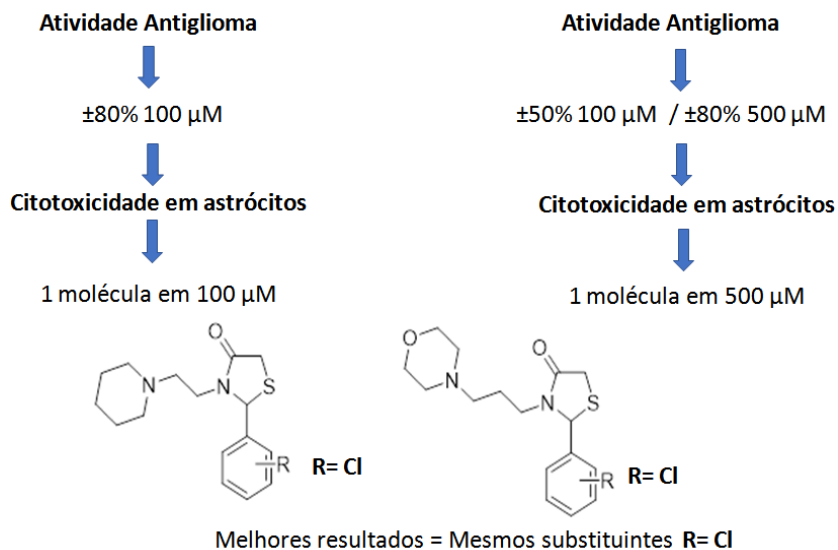 Atividade Antiglioma
±80% 100 µM
Citotoxicidade em astrócitos
1 molécula em 100 µM
O
N
N
S
R
R= Cl
Atividade Antiglioma
±50% 100 µM / ±80% 500 µM
Citotoxicidade em astrócitos
1 molécula em 500 µM
O
N
O
N
S
R
R= Cl
Melhores resultados = Mesmos substituintes R= Cl